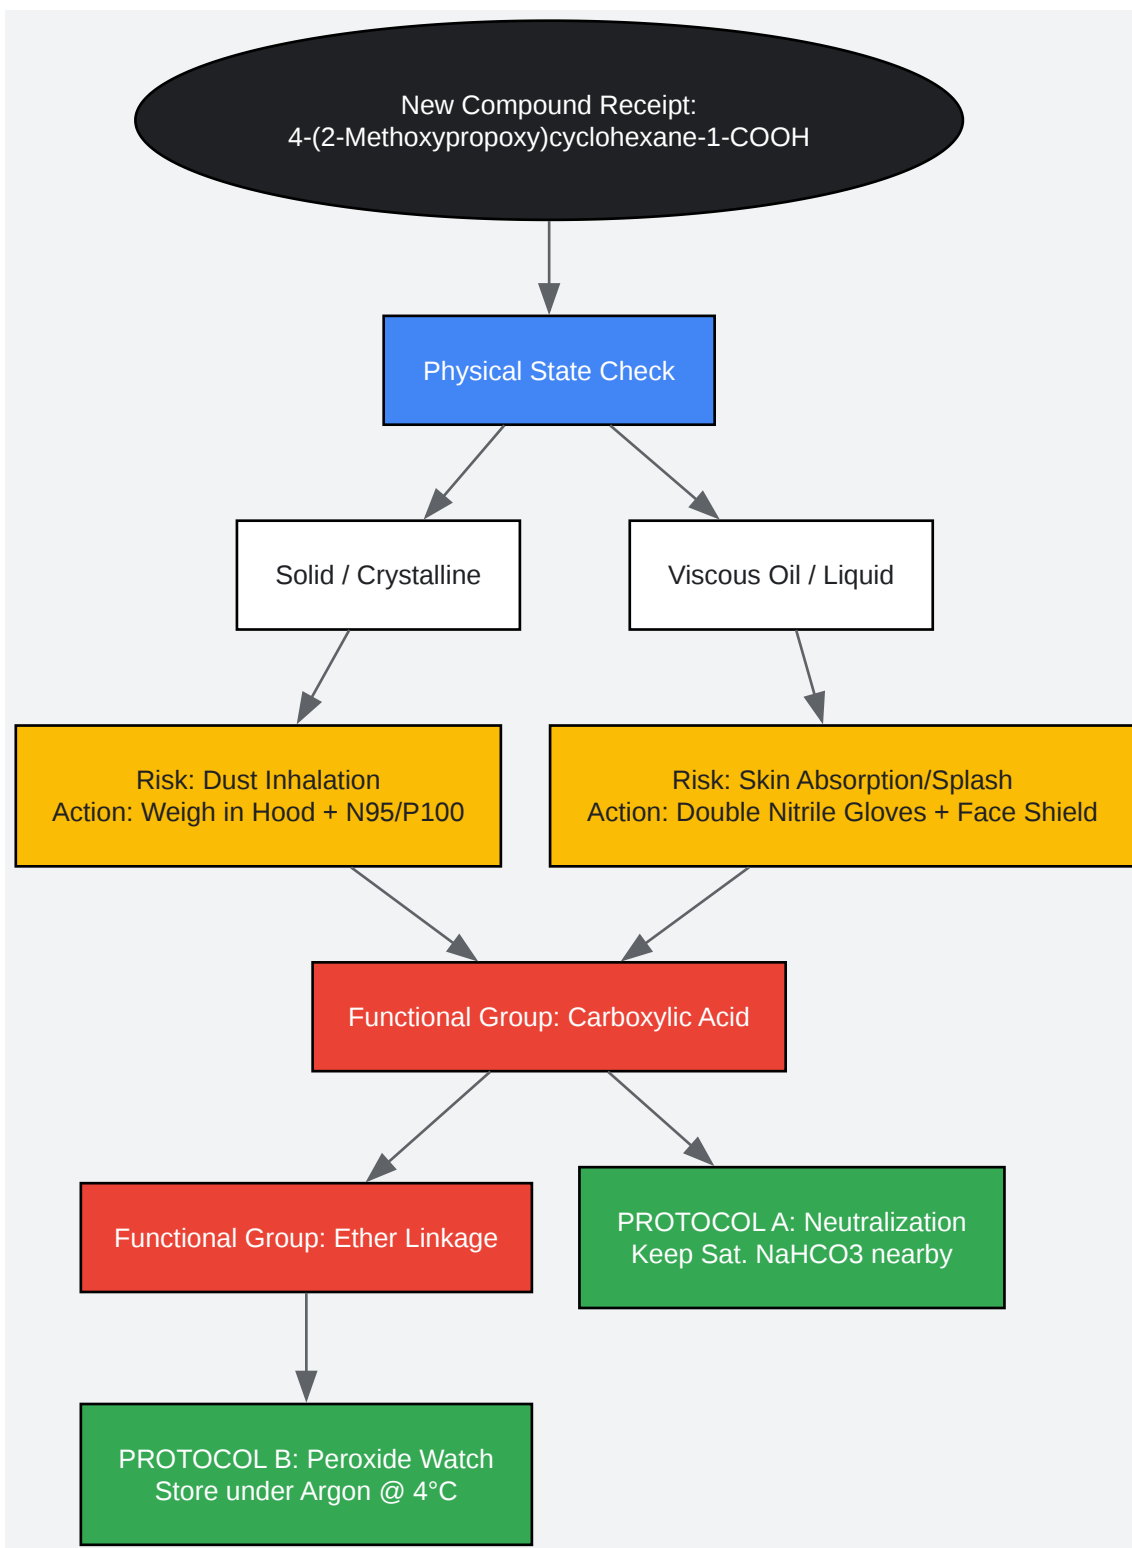 New Compound Receipt:
4-(2-Methoxypropoxy)cyclohexane-1-COOH
Physical State Check
Solid / Crystalline
Viscous Oil / Liquid
Risk: Dust Inhalation
Action: Weigh in Hood + N95/P100
Risk: Skin Absorption/Splash
Action: Double Nitrile Gloves + Face Shield
Functional Group: Carboxylic Acid
Functional Group: Ether Linkage
PROTOCOL A: Neutralization
Keep Sat. NaHCO3 nearby
PROTOCOL B: Peroxide Watch
Store under Argon @ 4°C